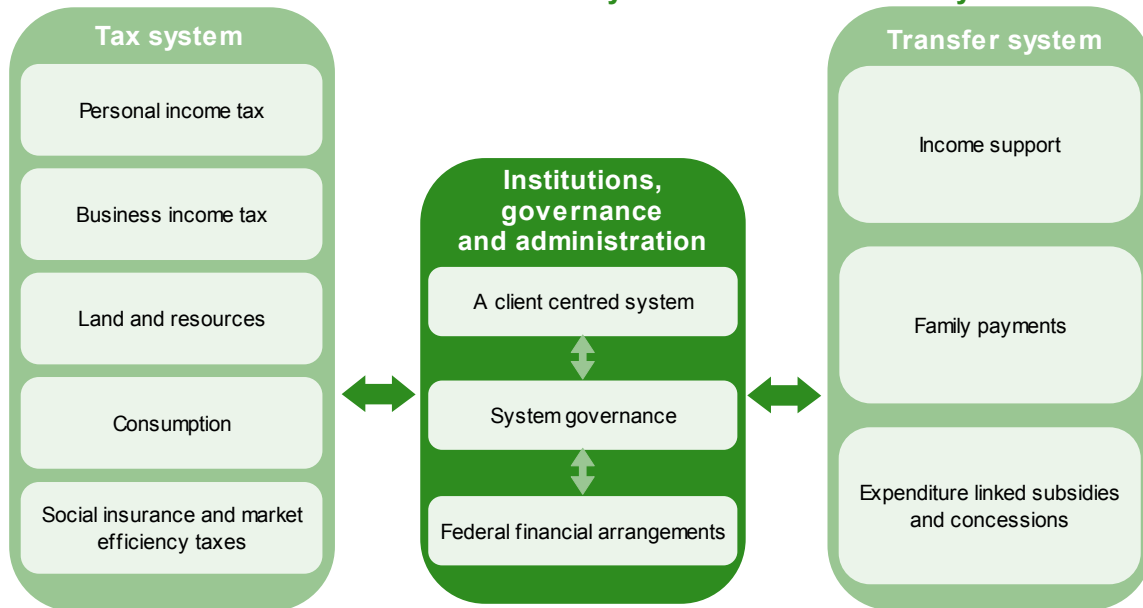 Tax system
Personal income tax
Business income tax
Land and resources
Consumption
Social insurance and market
efficiency taxes
Institutions,
governance
and administration
A client centred system
System governance
Federal financial arrangements
Transfer system
Income support
Family payments
Expenditure linked subsidies
and concessions